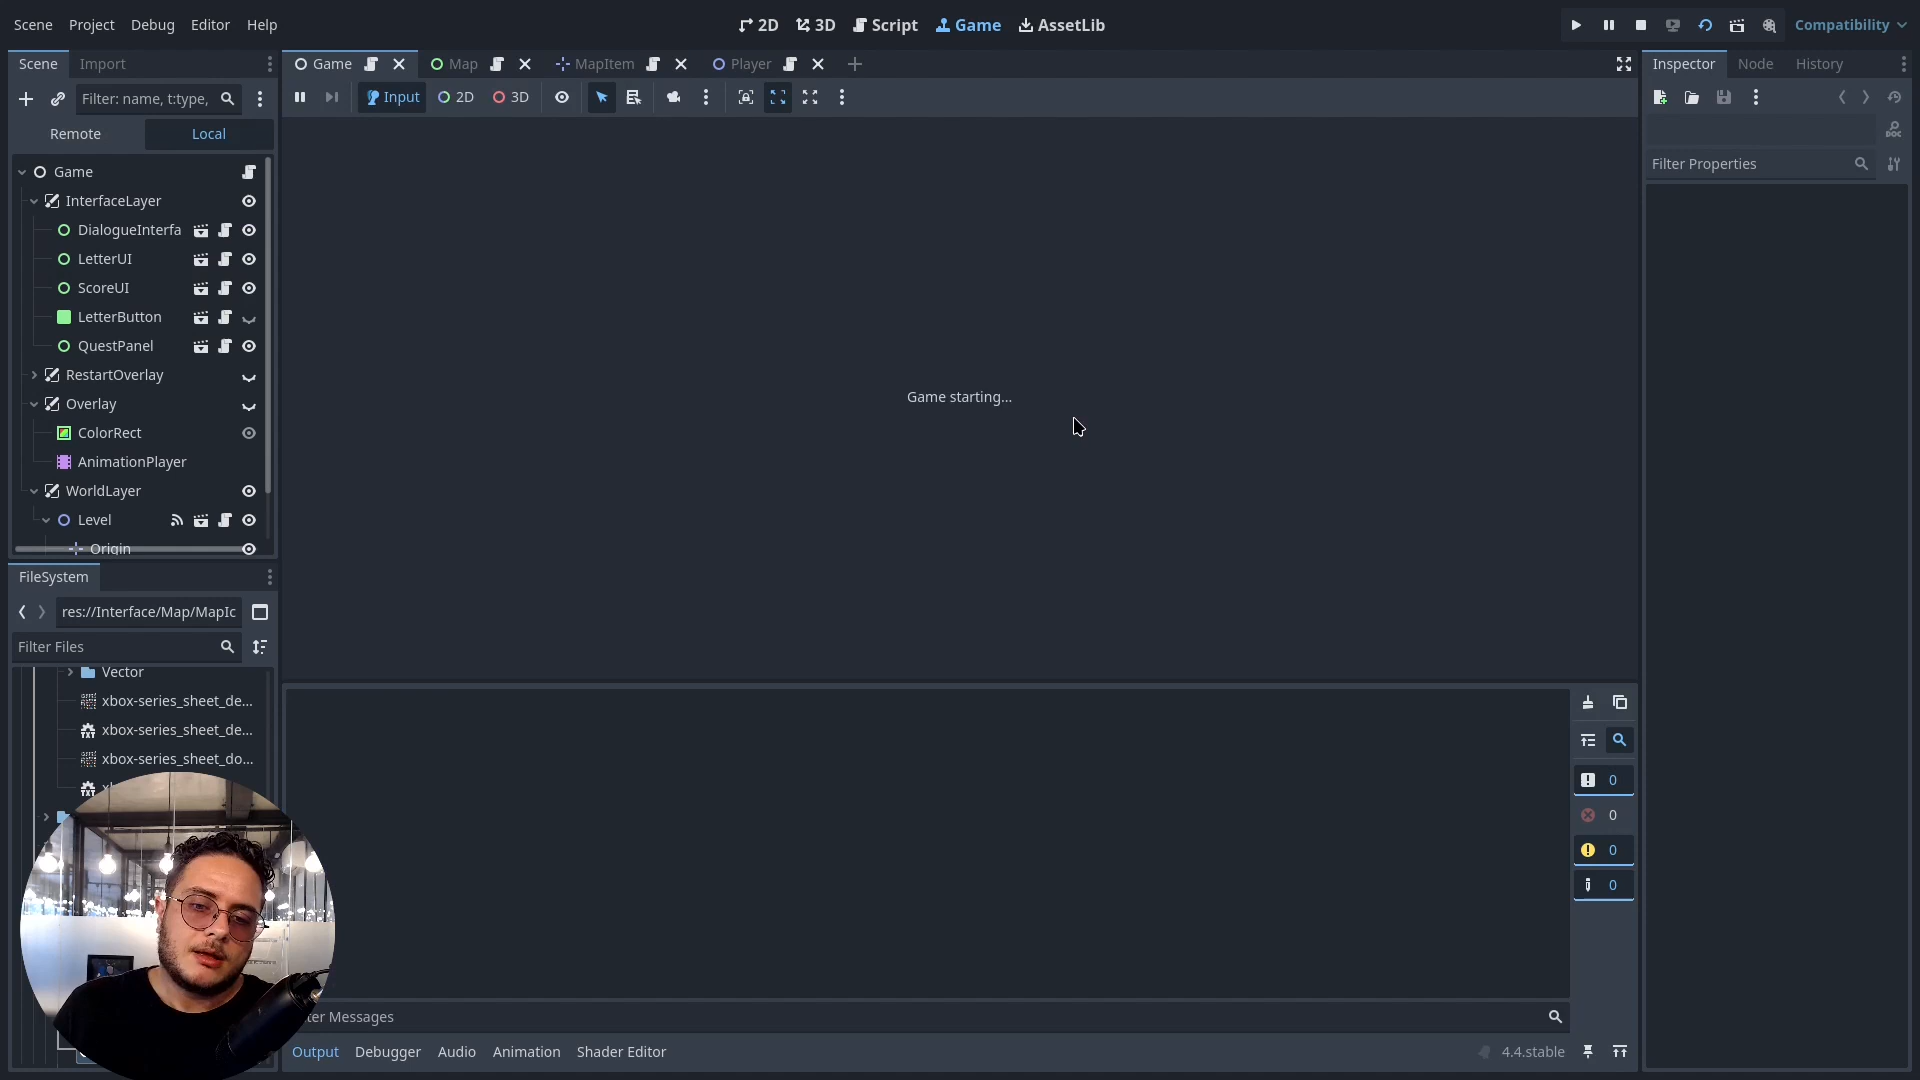 Scene Project Debug Editor Help
2D 3D Script Game AssetLib
Compatibility
Scene Import
Game Map MapItem Player
Inspector Node History
Filter: name, t:type,
Input 2D 3D
Remote Local
DOC
Filter Properties
Game
InterfaceLayer
DialogueInterfa
LetterUI
ScoreUI
LetterButton
QuestPanel
RestartOverlay
Overlay
ColorRect
AnimationPlayer
WorldLayer
Level
Origin
Game starting...
FileSystem
res://Interface/Map/MapIc
Filter Files
Vector
xbox-series_sheet_de...
xbox-series_sheet_de...
xbox-series_sheet_do...
0
0
0
0
ter Messages
Output Debugger Audio Animation Shader Editor
4.4.stable